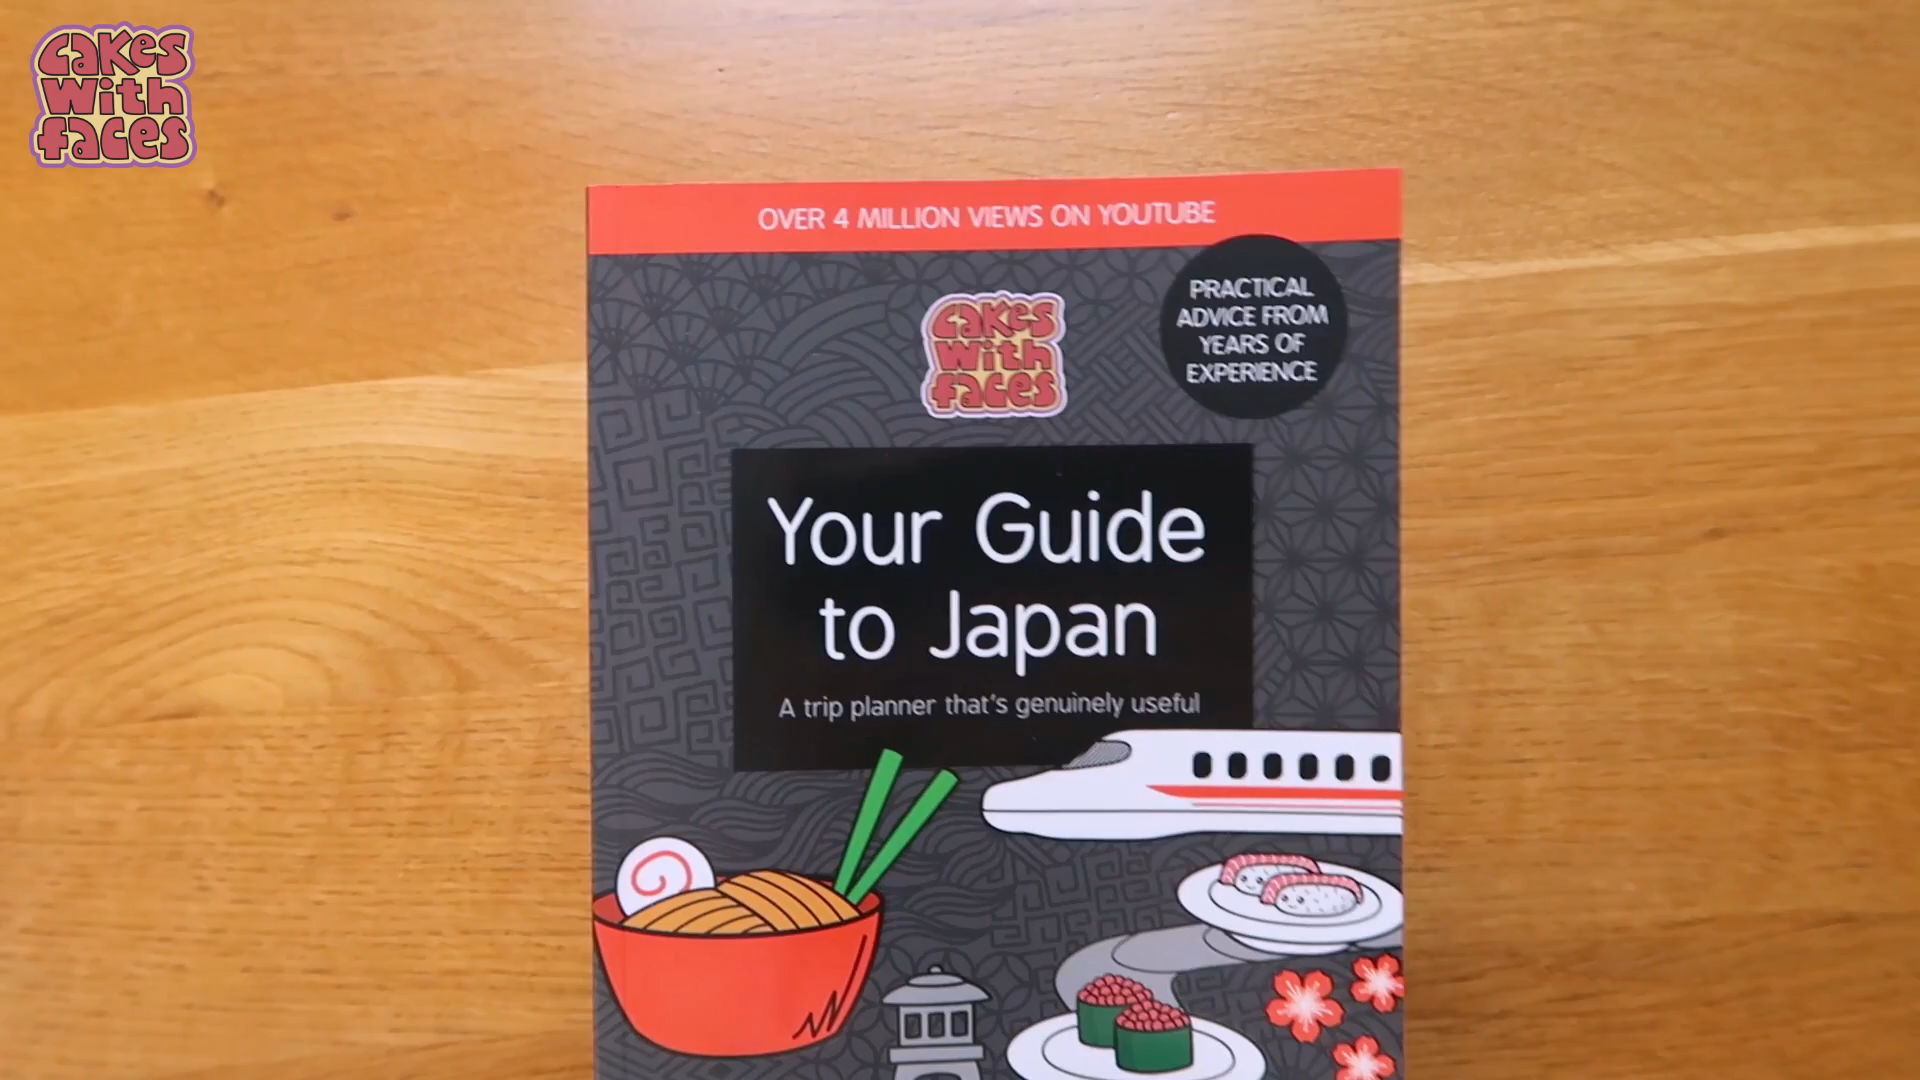 Cakes
With
faces
OVER 4 MILLION VIEWS ON YOUTUBE
Cakes
With
faces
PRACTICAL
ADVICE FROM
YEARS OF
EXPERIENCE
Your Guide
to Japan
A trip planner that's genuinely useful